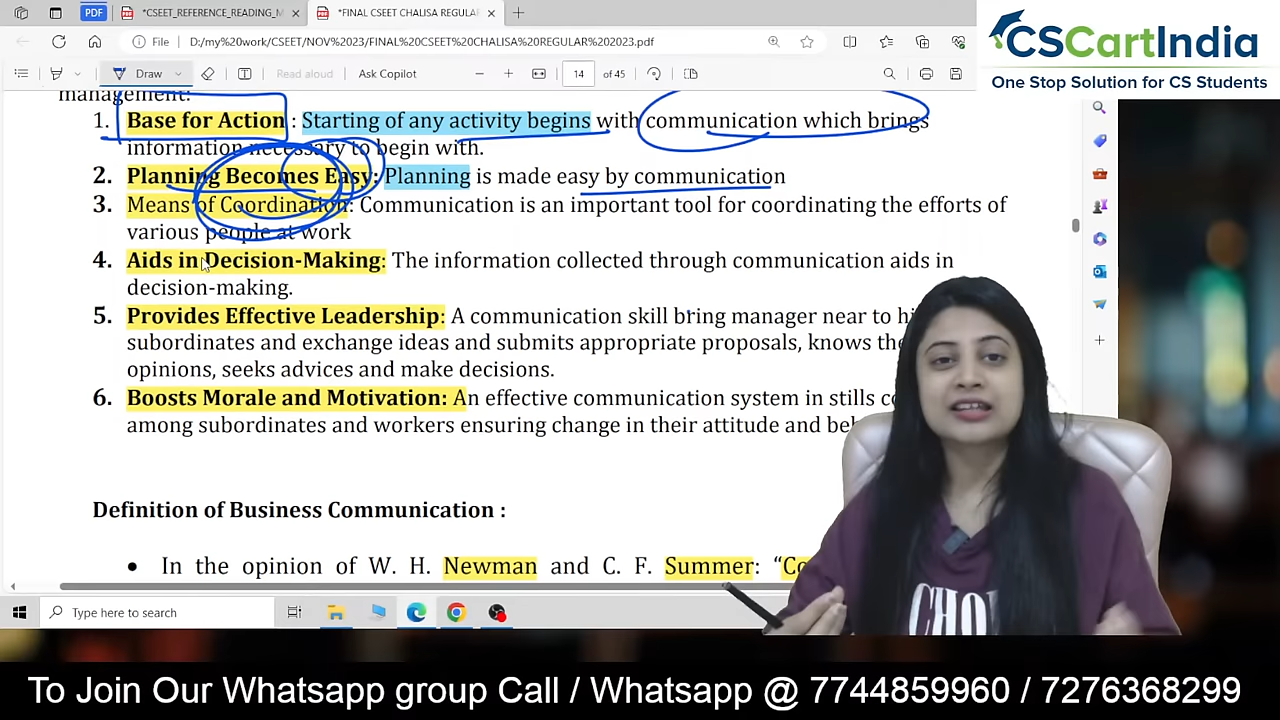 *CSEET_REFERENCE_READING_M
*FINAL CSEET CHALISA REGULAR
PDF
File
D:/my%20work/CSEET/NOV%2023/FINAL%20CSEET%20CHALISA%20REGULAR%202023.pdf
Draw
Read aloud
Ask Copilot
14 of 45
CSCartIndia
One Stop Solution for CS Students
management:
1. Base for Action : Starting of any activity begins with communication which brings
information necessary to begin with.
2. Planning Becomes Easy: Planning is made easy by communication
3. Means of Coordination: Communication is an important tool for coordinating the efforts of
various people at work
4. Aids in Decision-Making: The information collected through communication aids in
decision-making.
5. Provides Effective Leadership: A communication skill bring manager near to
subordinates and exchange ideas and submits appropriate proposals, knows
opinions, seeks advices and make decisions.
6. Boosts Morale and Motivation: An effective communication system in stills
among subordinates and workers ensuring change in their attitude and
Definition of Business Communication :
• In the opinion of W. H. Newman and C. F. Summer: “
Type here to search
To Join Our Whatsapp group Call / Whatsapp @ 7744859960 / 7276368299